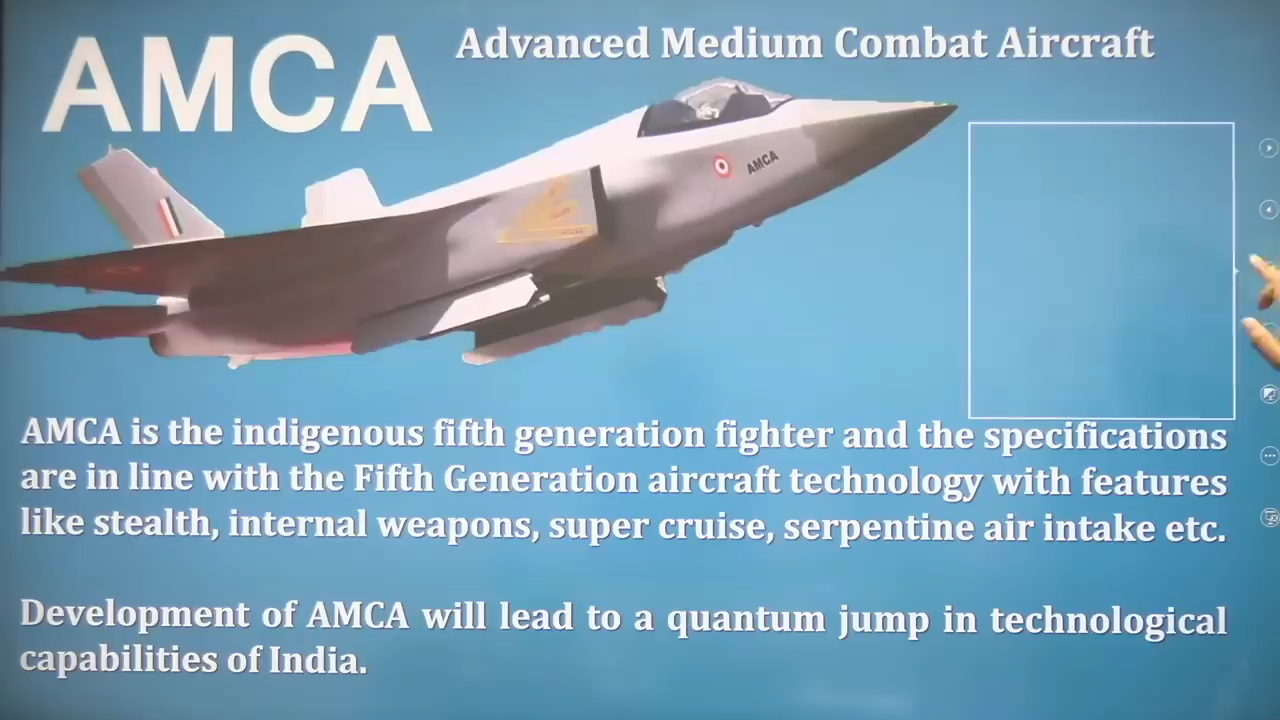 AMCA
Advanced Medium Combat Aircraft
AMCA
AMCA is the indigenous fifth generation fighter and the specifications
are in line with the Fifth Generation aircraft technology with features
like stealth, internal weapons, super cruise, serpentine air intake etc.
Development of AMCA will lead to a quantum jump in technological
capabilities of India.